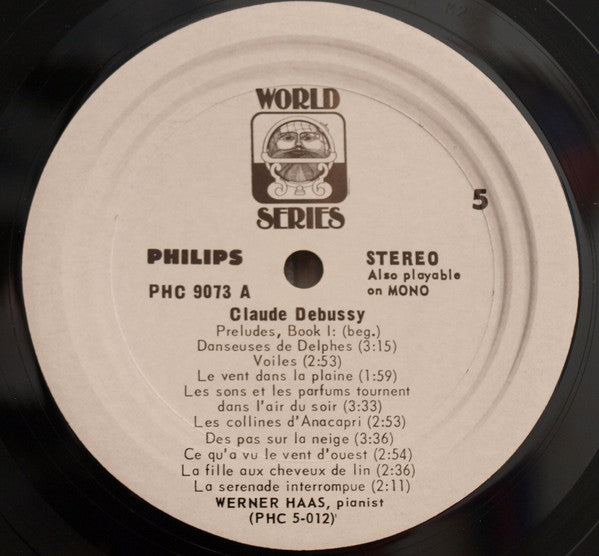 WORLD
SERIES
5
PHILIPS
STEREO
Also playable
on MONO
PHC 9073 A
Claude Debussy
Preludes, Book I: (beg.)
Danseuses de Delphes (3:15)
Voiles (2:53)
Le vent dans la plaine (1:59)
Les sons et les parfums tournent
dans l'air du soir (3:33)
Les collines d'Anacapri (2:53)
Des pas sur la neige (3:36)
Ce qu'a vu le vent d'ouest (2:54)
La fille aux cheveux de lin (2:36)
La serenade interrompue (2:11)
WERNER HAAS, pianist
(PHC 5-012)